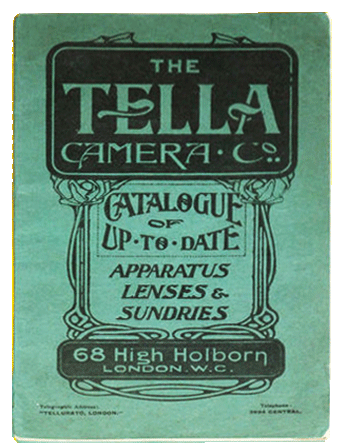 THE
TELLA
CAMERA · Co.
CATALOGUE
OF
UP·TO·DATE
APPARATUS
LENSES &
SUNDRIES
68 High Holborn
LONDON. W.C.
Telegraphic Address: Telephone:
"TELLURATO, LONDON." CENTRAL.